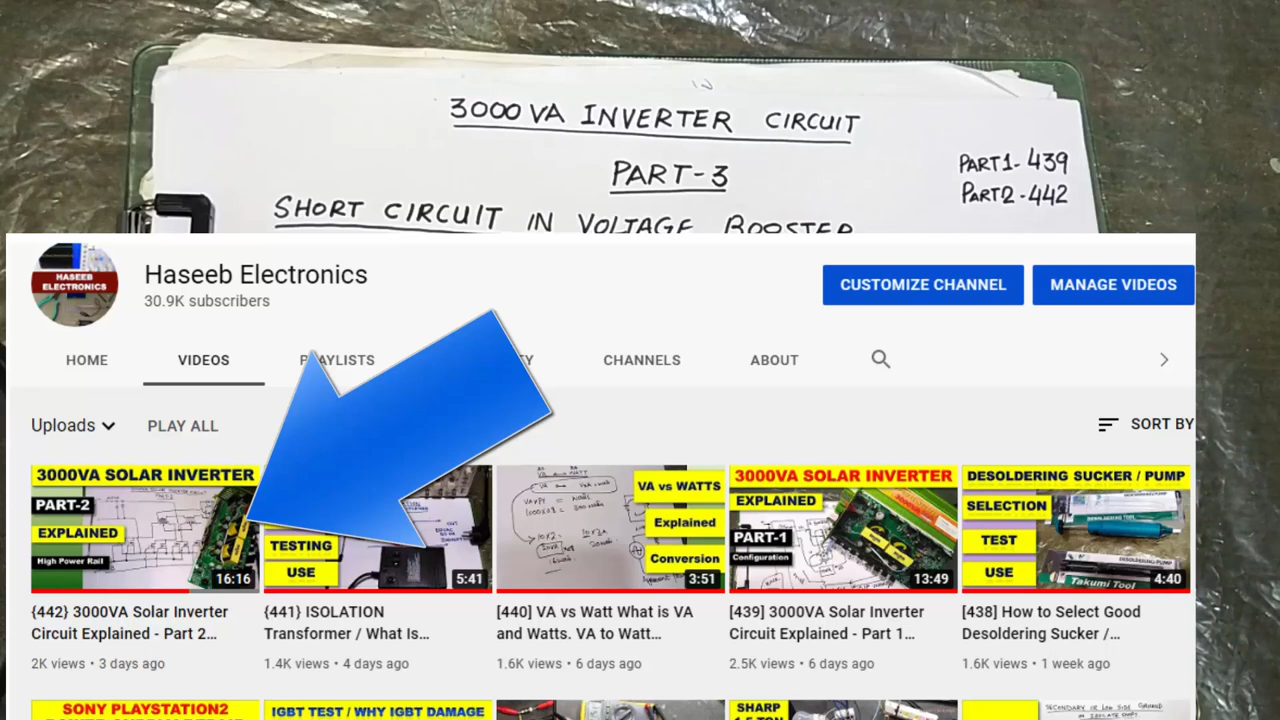 3000VA INVERTER CIRCUIT
PART-3
PART1-439
PART2-442
SHORT CIRCUIT IN VOLTAGE BOOSTER
HASEEB
ELECTRONICS
Haseeb Electronics
30.9K subscribers
CUSTOMIZE CHANNEL
MANAGE VIDEOS
HOME
VIDEOS
PLAYLISTS
CHANNELS
ABOUT
Uploads
PLAY ALL
SORT BY
3000VA SOLAR INVERTER
PART-2
EXPLAINED
High Power Rail
16:16
TESTING
USE
5:41
VA vs WATTS
Explained
Conversion
3:51
3000VA SOLAR INVERTER
EXPLAINED
PART-1
Configuration
13:49
DESOLDERING SUCKER / PUMP
SELECTION
TEST
USE
Takumi Tool
4:40
{442} 3000VA Solar Inverter
Circuit Explained - Part 2...
2K views • 3 days ago
{441} ISOLATION
Transformer / What Is...
1.4K views • 4 days ago
[440] VA vs Watt What is VA
and Watts. VA to Watt...
1.6K views • 6 days ago
[439] 3000VA Solar Inverter
Circuit Explained - Part 1...
2.5K views • 6 days ago
[438] How to Select Good
Desoldering Sucker /...
1.6K views • 1 week ago
SONY PLAYSTATION2
IGBT TEST / WHY IGBT DAMAGE
SHARP